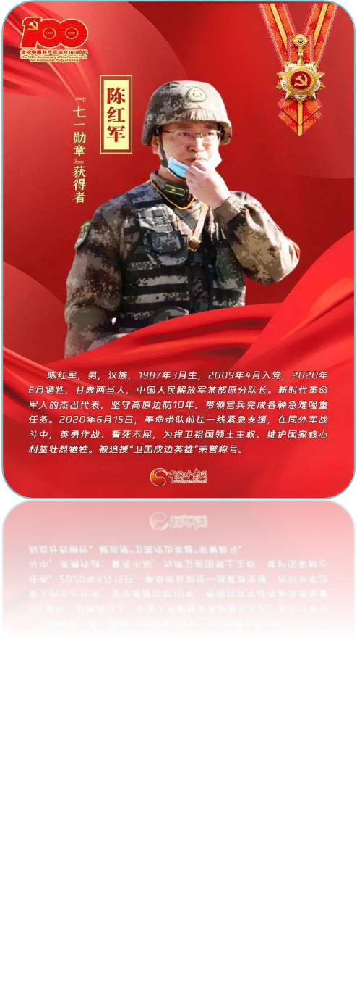 100
1921 2021
庆祝中国共产党成立100周年
The 100th Anniversary of the Founding of
The Communist Party of China
陈红军
『七一勋章』获得者
陈红军，男，汉族，1987年3月生，2009年4月入党，2020年
6月牺牲，甘肃两当人，中国人民解放军某部原分队长。新时代革命
军人的杰出代表，坚守高原边防10年，带领官兵完成各种急难险重
任务。2020年6月15日，奉命带队前往一线紧急支援，在同外军战
斗中，英勇作战、誓死不屈，为捍卫祖国领土主权、维护国家核心
利益壮烈牺牲。被追授“卫国戍边英雄”荣誉称号。
中国甘肃网